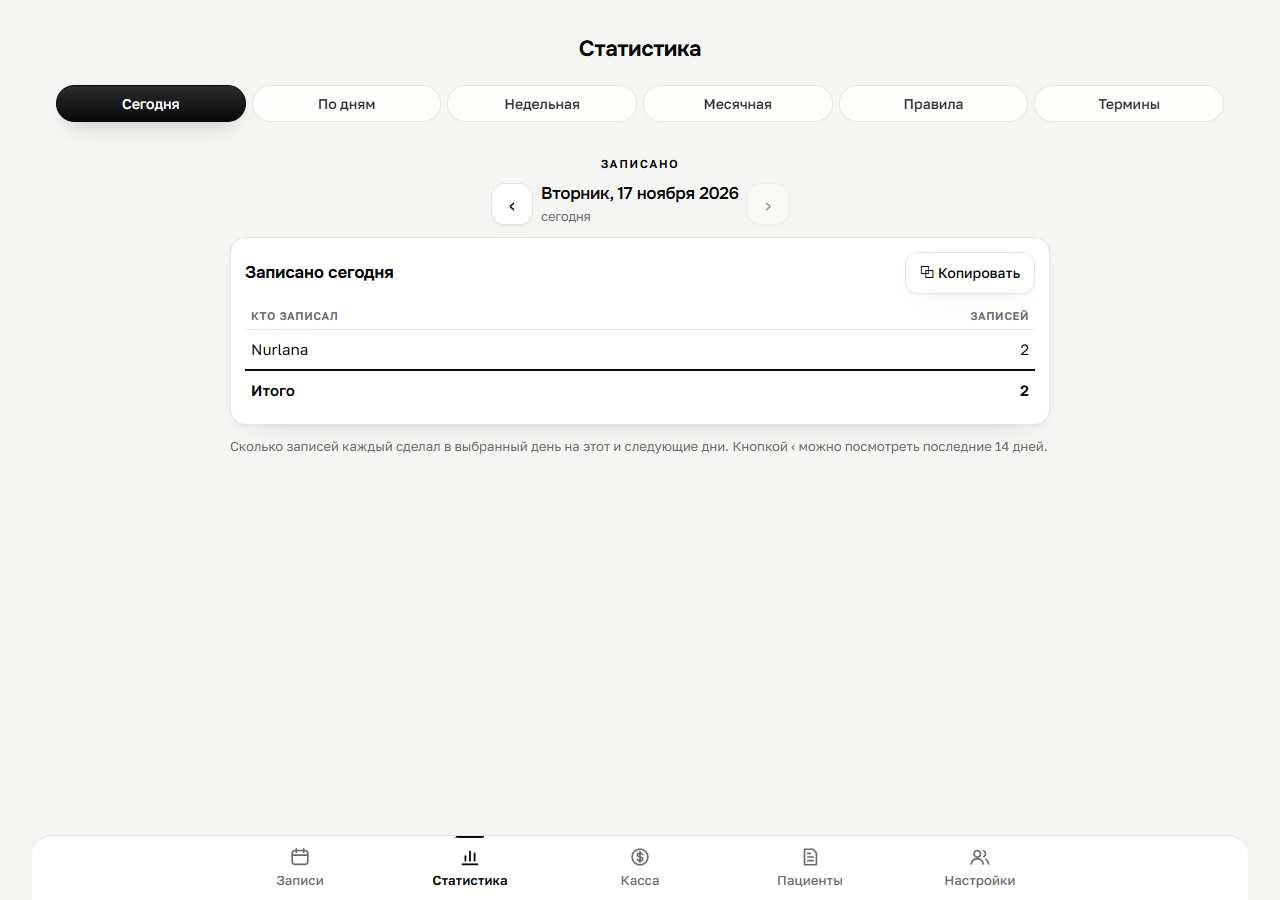 Статистика
Сегодня По дням Недельная Месячная Правила Термины
ЗАПИСАНО
‹ Вторник, 17 ноября 2026 ›
сегодня
Записано сегодня Копировать
КТО ЗАПИСАЛ ЗАПИСЕЙ
Nurlana 2
Итого 2
Сколько записей каждый сделал в выбранный день на этот и следующие дни. Кнопкой ‹ можно посмотреть последние 14 дней.
Записи Статистика Касса Пациенты Настройки